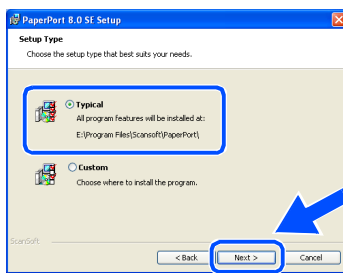 PaperPort 8.0 SE Setup
Setup Type
Choose the setup type that best suits your needs.
Typical
All program features will be installed at:
E:\Program Files\Scansoft\PaperPort\
Custom
Choose where to install the program.
ScanSoft
< Back Next > Cancel